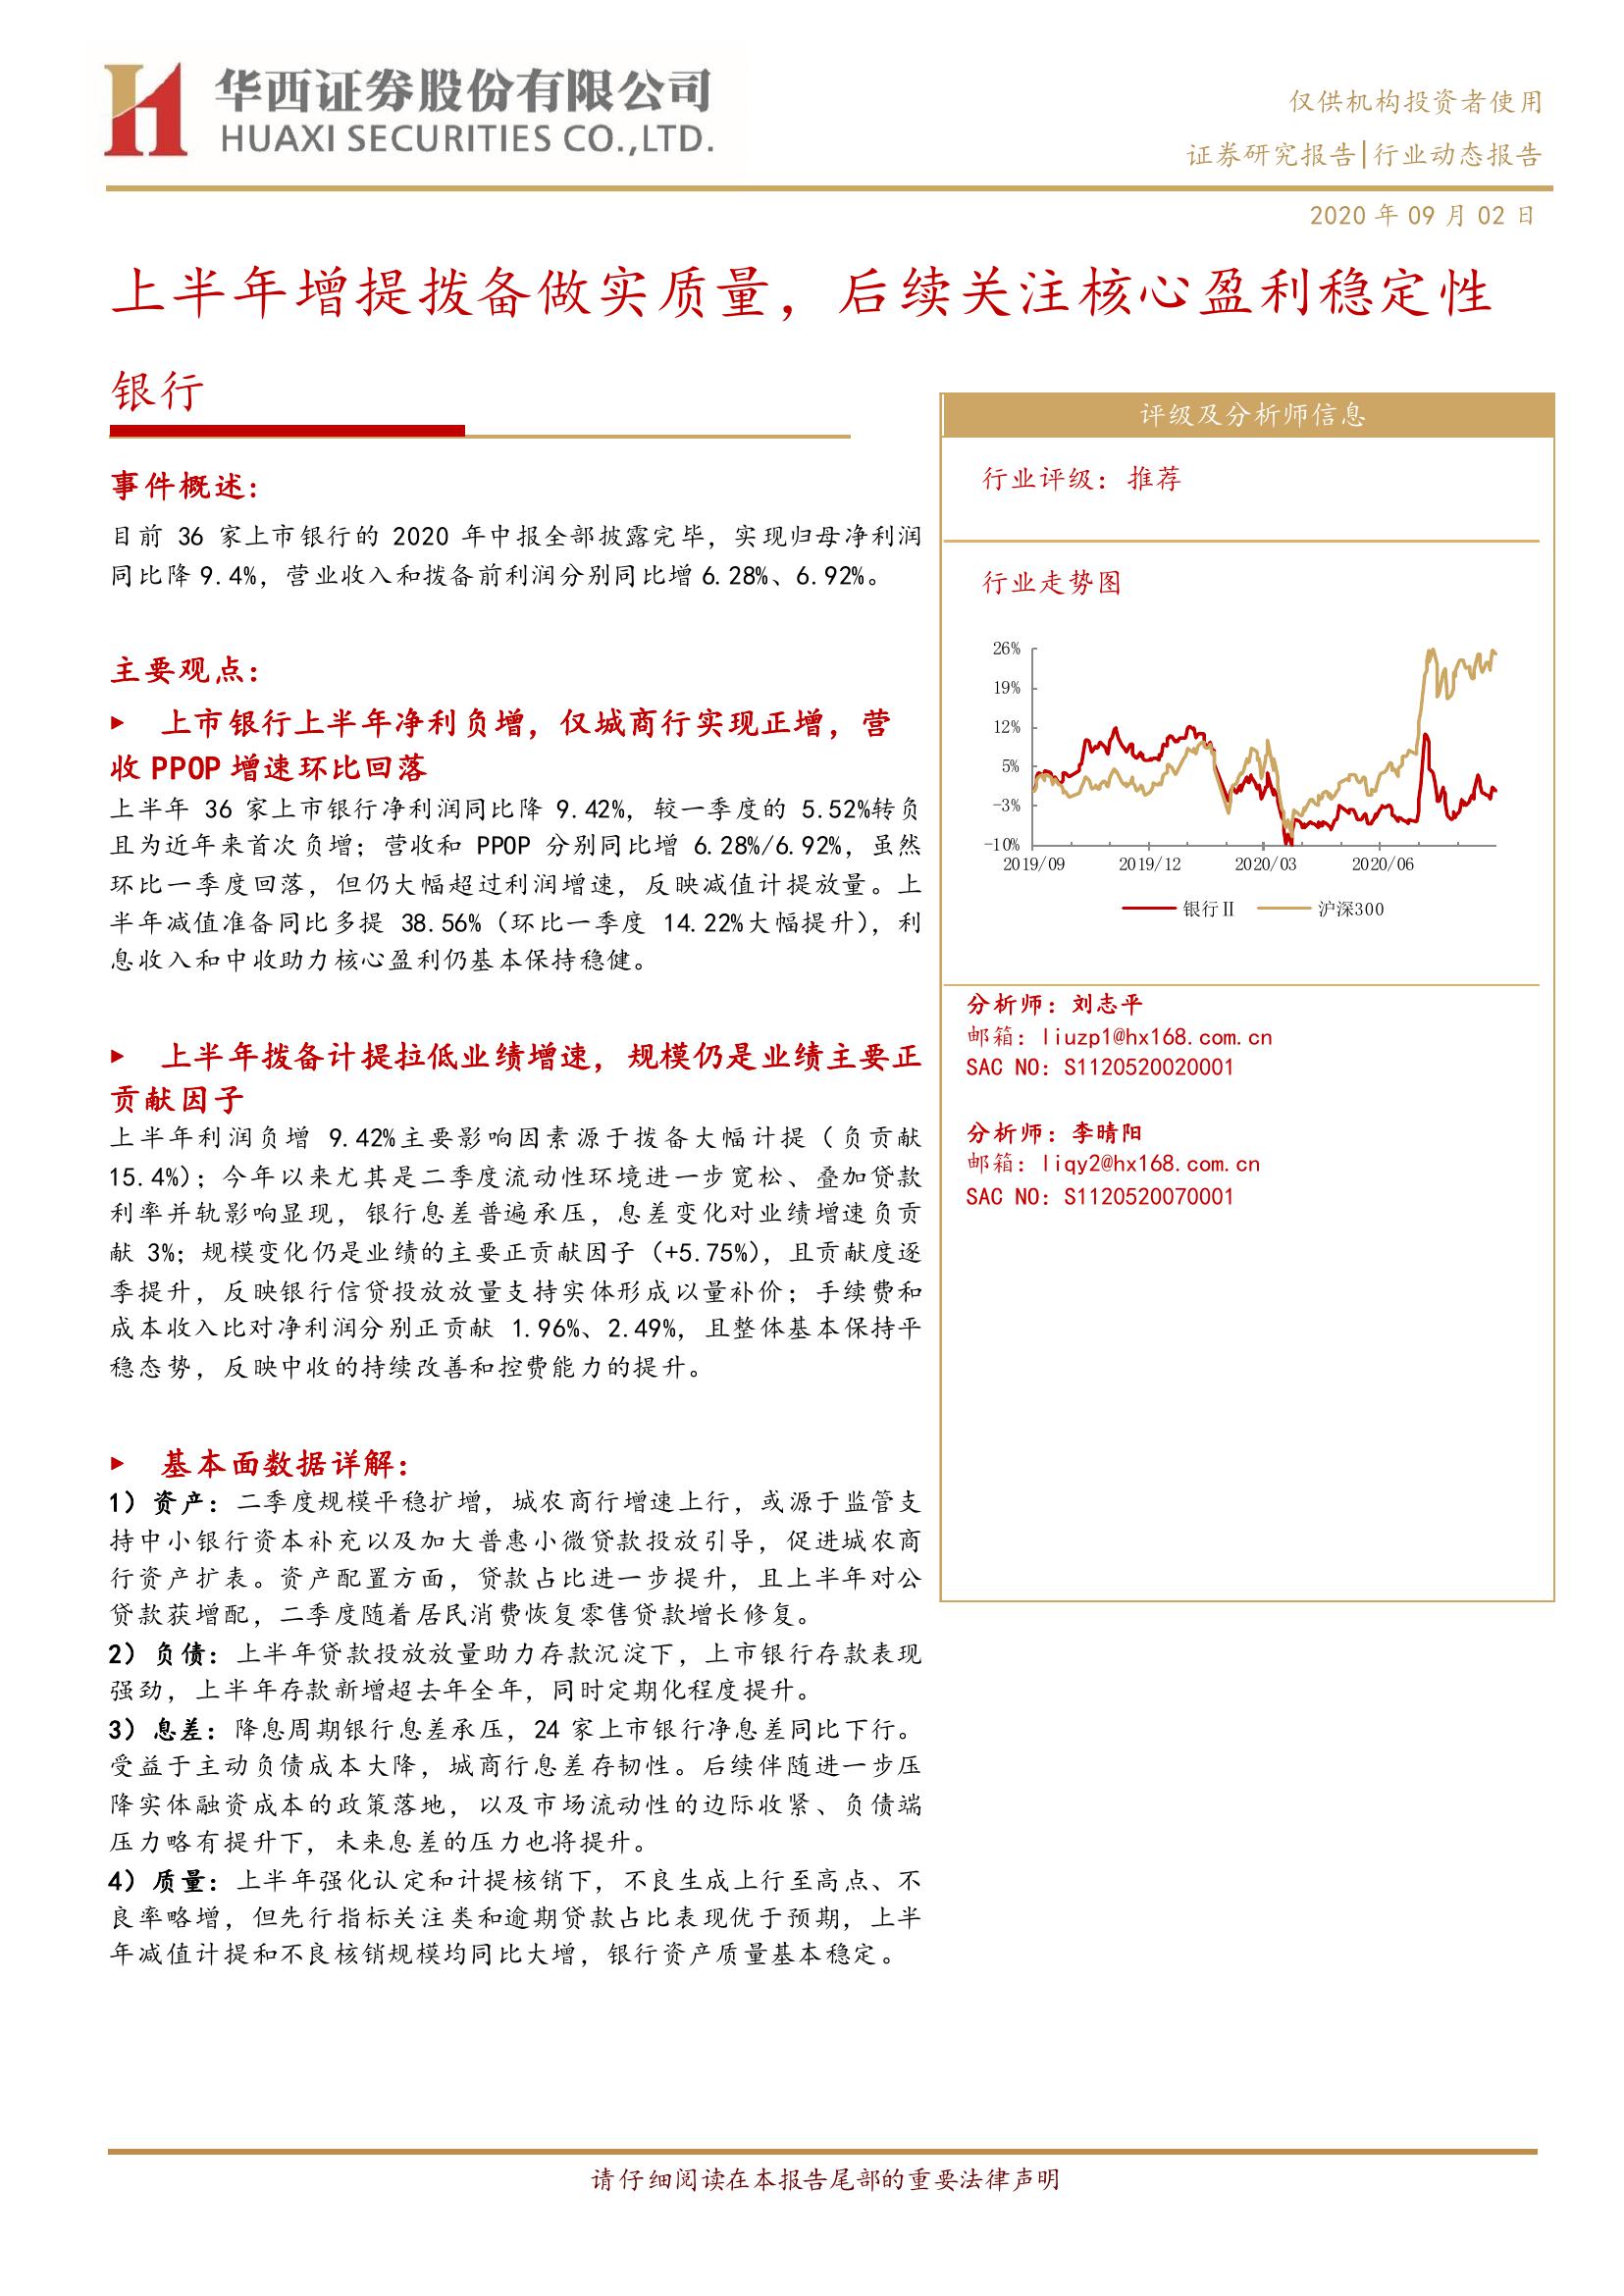 华西证券股份有限公司
HUAXI SECURITIES CO.,LTD.
仅供机构投资者使用
证券研究报告|行业动态报告
2020 年 09 月 02 日
上半年增提拨备做实质量，后续关注核心盈利稳定性
银行
事件概述：
目前 36 家上市银行的 2020 年中报全部披露完毕，实现归母净利润
同比降 9.4%，营业收入和拨备前利润分别同比增 6.28%、6.92%。
主要观点：
► 上市银行上半年净利负增，仅城商行实现正增，营
收 PPOP 增速环比回落
上半年 36 家上市银行净利润同比降 9.42%，较一季度的 5.52%转负
且为近年来首次负增；营收和 PPOP 分别同比增 6.28%/6.92%，虽然
环比一季度回落，但仍大幅超过利润增速，反映减值计提放量。上
半年减值准备同比多提 38.56%（环比一季度 14.22%大幅提升），利
息收入和中收助力核心盈利仍基本保持稳健。
► 上半年拨备计提拉低业绩增速，规模仍是业绩主要正
贡献因子
上半年利润负增 9.42%主要影响因素源于拨备大幅计提（负贡献
15.4%）；今年以来尤其是二季度流动性环境进一步宽松、叠加贷款
利率并轨影响显现，银行息差普遍承压，息差变化对业绩增速负贡
献 3%；规模变化仍是业绩的主要正贡献因子（+5.75%），且贡献度逐
季提升，反映银行信贷投放放量支持实体形成以量补价；手续费和
成本收入比对净利润分别正贡献 1.96%、2.49%，且整体基本保持平
稳态势，反映中收的持续改善和控费能力的提升。
► 基本面数据详解：
1）资产：二季度规模平稳扩增，城农商行增速上行，或源于监管支
持中小银行资本补充以及加大普惠小微贷款投放引导，促进城农商
行资产扩表。资产配置方面，贷款占比进一步提升，且上半年对公
贷款获增配，二季度随着居民消费恢复零售贷款增长修复。
2）负债：上半年贷款投放放量助力存款沉淀下，上市银行存款表现
强劲，上半年存款新增超去年全年，同时定期化程度提升。
3）息差：降息周期银行息差承压，24 家上市银行净息差同比下行。
受益于主动负债成本大降，城商行息差存韧性。后续伴随进一步压
降实体融资成本的政策落地，以及市场流动性的边际收紧、负债端
压力略有提升下，未来息差的压力也将提升。
4）质量：上半年强化认定和计提核销下，不良生成上行至高点、不
良率略增，但先行指标关注类和逾期贷款占比表现优于预期，上半
年减值计提和不良核销规模均同比大增，银行资产质量基本稳定。
评级及分析师信息
行业评级：推荐
行业走势图
26%
19%
12%
5%
-3%
-10%
2019/09 2019/12 2020/03 2020/06
银行Ⅱ 沪深300
分析师：刘志平
邮箱：liuzp1@hx168.com.cn
SAC NO：S1120520020001
分析师：李晴阳
邮箱：liqy2@hx168.com.cn
SAC NO：S1120520070001
请仔细阅读在本报告尾部的重要法律声明